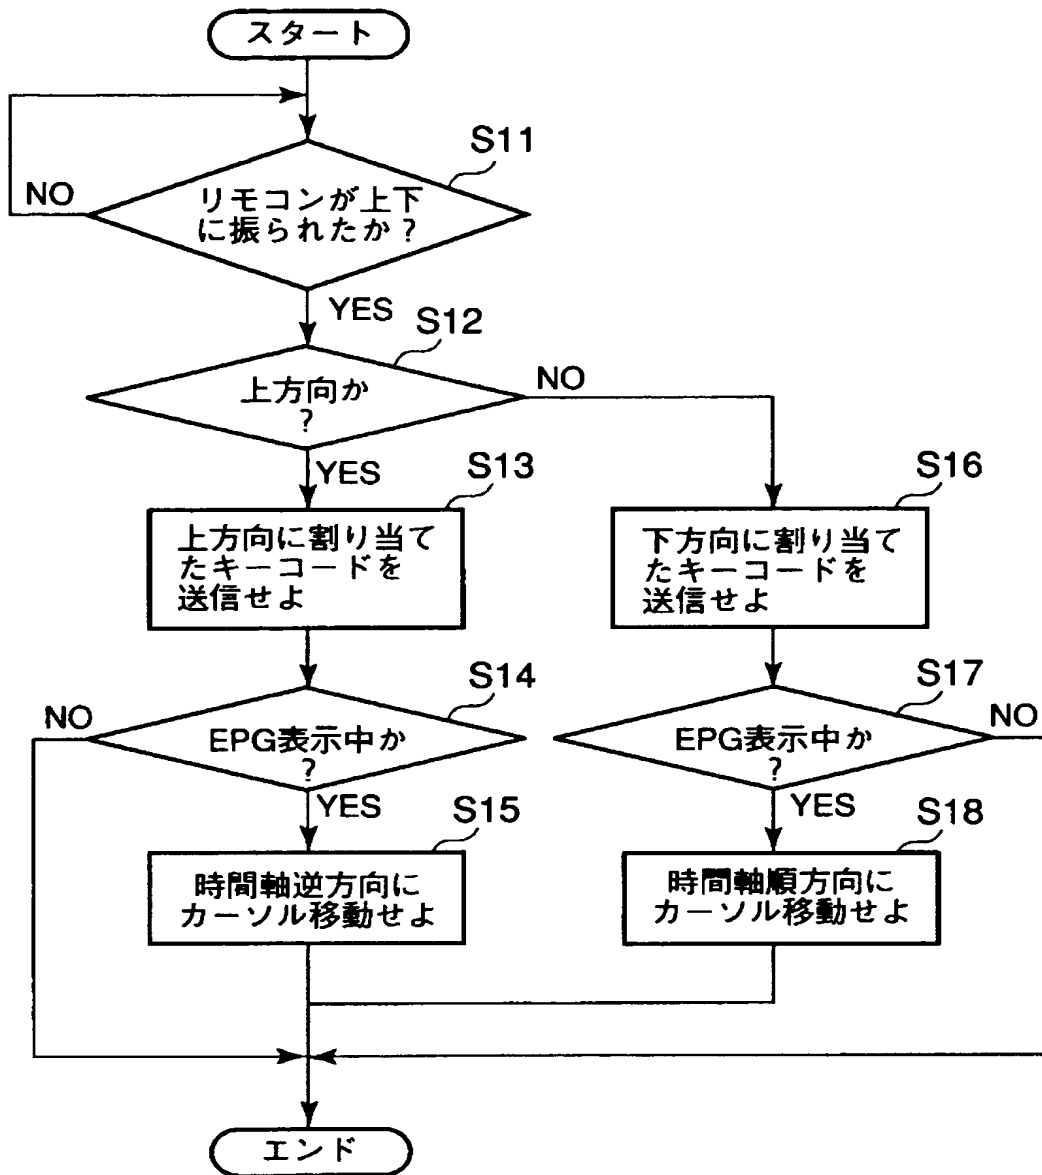 スタート
S11
NO
リモコンが上下
に振られたか？
YES
S12
上方向か
？
NO
YES
S13
上方向に割り当て
たキーコードを
送信せよ
S16
下方向に割り当て
たキーコードを
送信せよ
S14
NO
EPG表示中か
？
YES
S17
EPG表示中か
？
NO
YES
S15
時間軸逆方向に
カーソル移動せよ
S18
時間軸順方向に
カーソル移動せよ
エンド